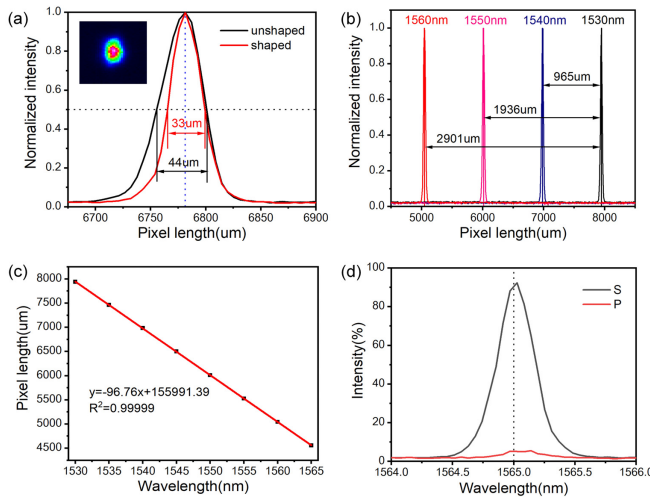 (a)
unshaped
shaped
33um
44um
1.0
0.8
0.6
0.4
0.2
0.0
Normalized intensity
6700 6750 6800 6850 6900
Pixel length(um)
(b)
1560nm 1550nm 1540nm 1530nm
965um
1936um
2901um
1.0
0.8
0.6
0.4
0.2
0.0
Normalized intensity
5000 6000 7000 8000
Pixel length(um)
(c)
8000
7500
7000
6500
6000
5500
5000
4500
Pixel length(um)
y=-96.76x+155991.39
R²=0.99999
1530 1535 1540 1545 1550 1555 1560 1565
Wavelength(nm)
(d)
S
P
100
80
60
40
20
0
Intensity(%)
1564.0 1564.5 1565.0 1565.5 1566.0
Wavelength(nm)